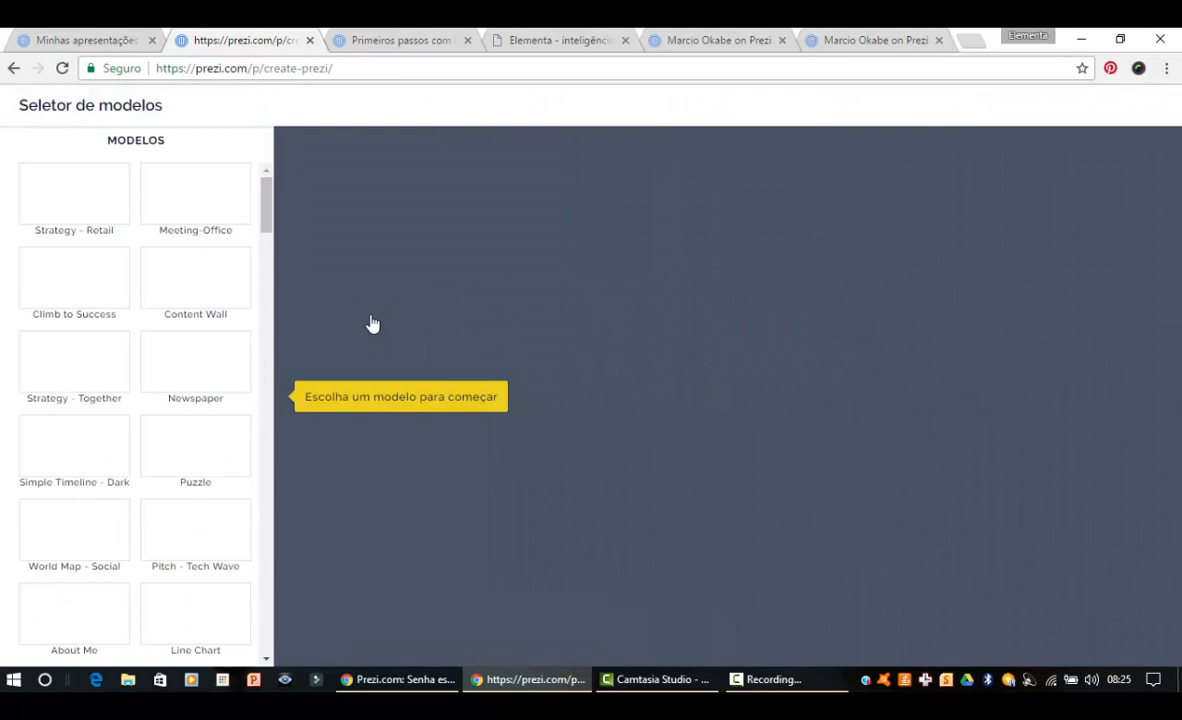 Minhas apresentações
https://prezi.com/p/cre
Primeiros passos com
Elementa - inteligênci
Marcio Okabe on Prezi
Marcio Okabe on Prezi
Elementa
Seguro
https://prezi.com/p/create-prezi/
Seletor de modelos
MODELOS
Strategy - Retail
Meeting-Office
Climb to Success
Content Wall
Escolha um modelo para começar
Strategy - Together
Newspaper
Simple Timeline - Dark
Puzzle
World Map - Social
Pitch - Tech Wave
About Me
Line Chart
Prezi.com: Senha es...
https://prezi.com/p...
Camtasia Studio - ...
Recording...
08:25